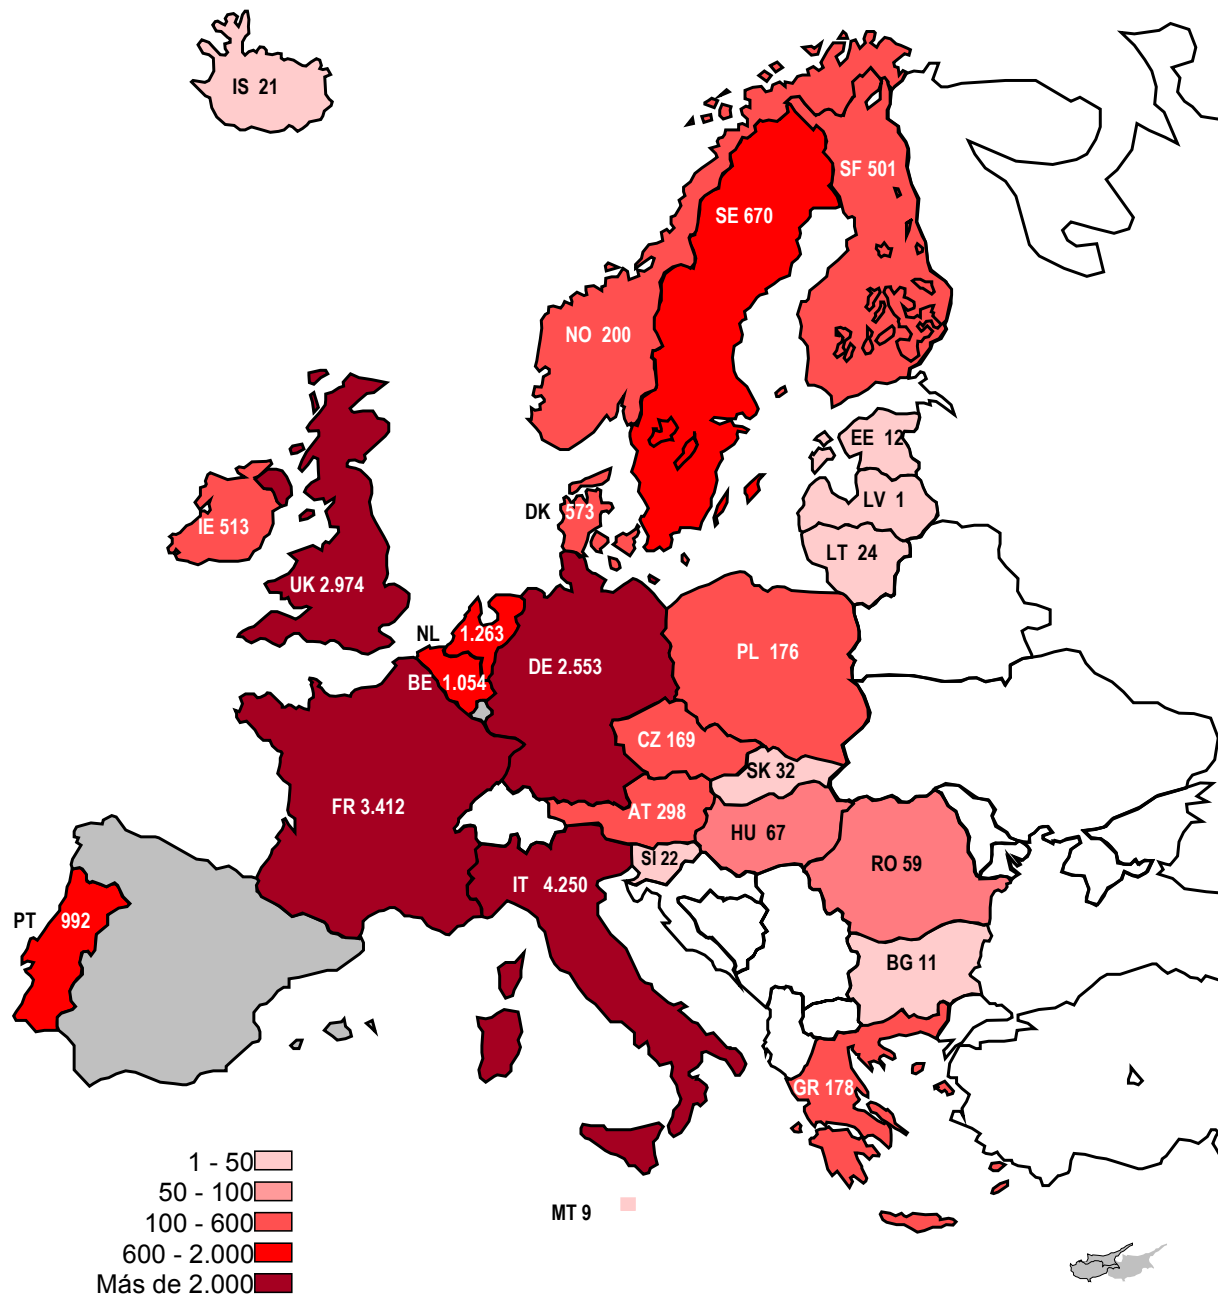 IS 21
SF 501
SE 670
NO 200
EE 12
LV 1
LT 24
DK 573
IE 513
UK 2.974
NL 1.263
BE 1.054
DE 2.553
PL 176
CZ 169
SK 32
FR 3.412
AT 298
HU 67
SI 22
RO 59
IT 4.250
PT 992
BG 11
GR 178
MT 9
1 - 50
50 - 100
100 - 600
600 - 2.000
Más de 2.000